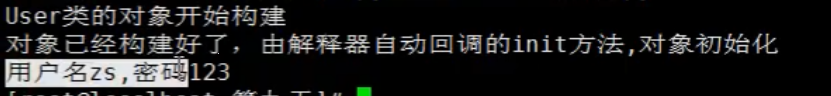 User类的对象开始构建
对象已经构建好了，由解释器自动回调的init方法,对象初始化
用户名zs,密码123